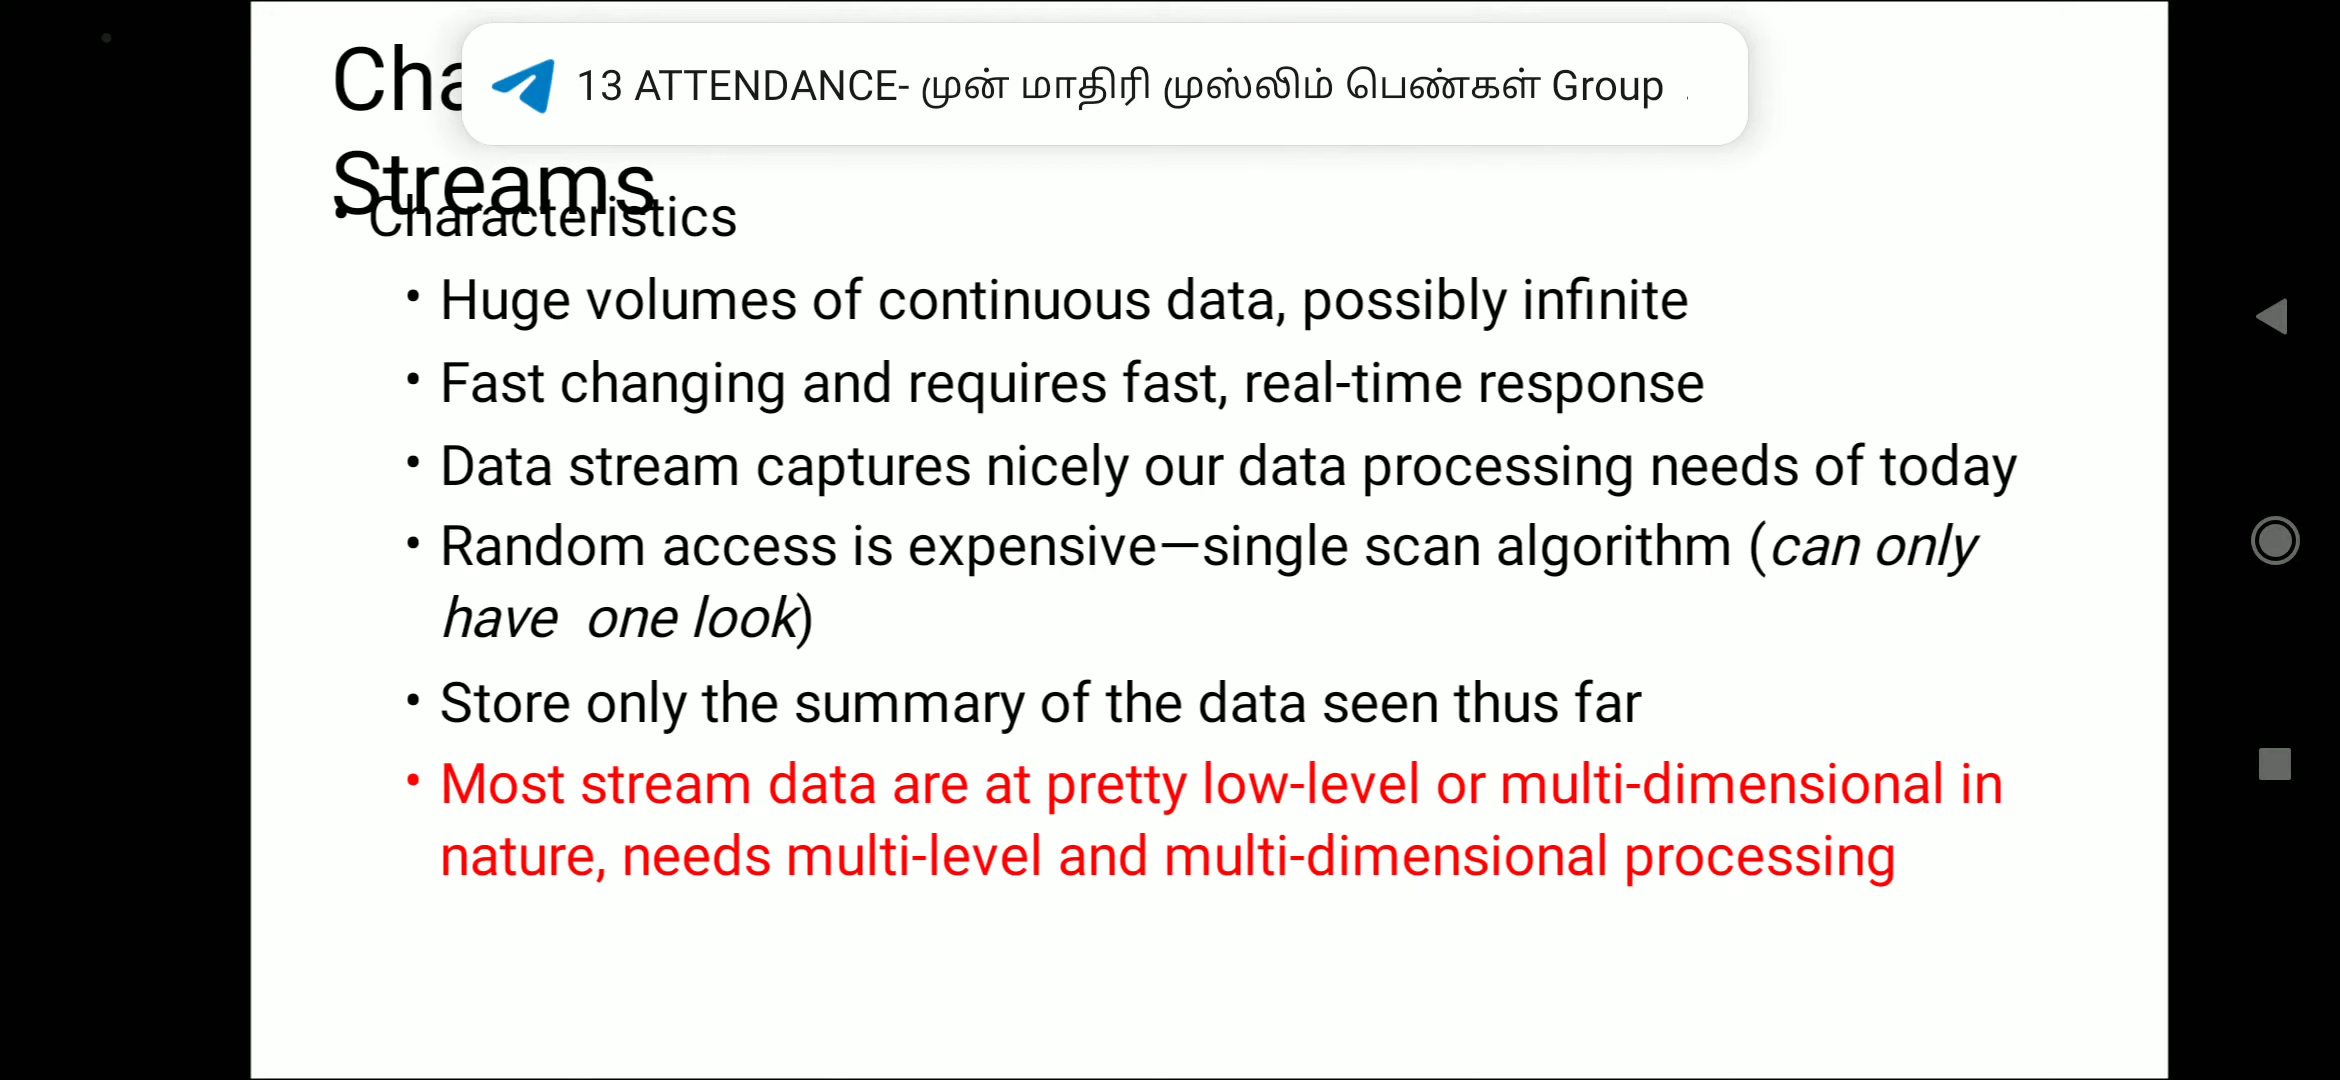 13 ATTENDANCE- முன் மாதிரி முஸ்லிம் பெண்கள் Group
Streams
• Characteristics
• Huge volumes of continuous data, possibly infinite
• Fast changing and requires fast, real-time response
• Data stream captures nicely our data processing needs of today
• Random access is expensive—single scan algorithm (can only
have one look)
• Store only the summary of the data seen thus far
• Most stream data are at pretty low-level or multi-dimensional in
nature, needs multi-level and multi-dimensional processing